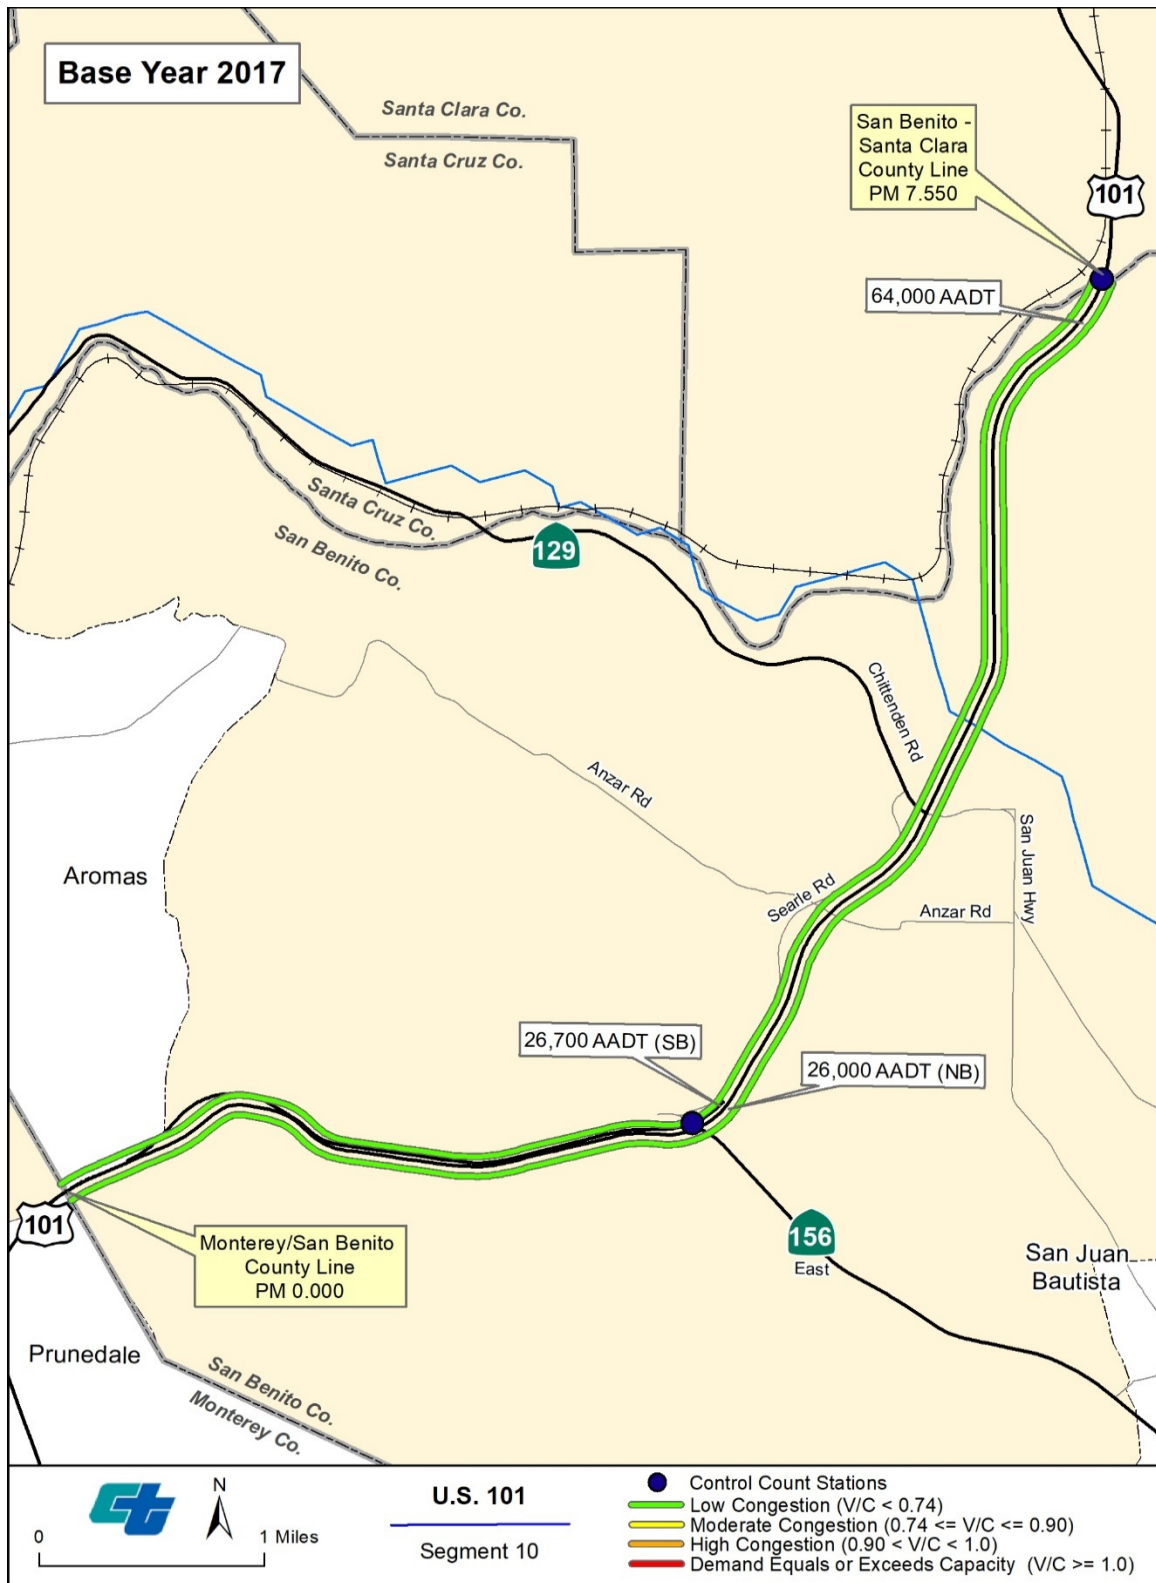 Base Year 2017
Santa Clara Co.
Santa Cruz Co.
San Benito -
Santa Clara
County Line
PM 7.550
101
64,000 AADT
Santa Cruz Co.
San Benito Co.
129
Chittenden Rd
Anzar Rd
San Juan Hwy
Aromas
Searle Rd
Anzar Rd
26,700 AADT (SB)
26,000 AADT (NB)
101
Monterey/San Benito
County Line
PM 0.000
156
East
San Juan
Bautista
Prunedale
San Benito Co.
Monterey Co.
ct
N
0 1 Miles
U.S. 101
Segment 10
Control Count Stations
Low Congestion (V/C < 0.74)
Moderate Congestion (0.74 <= V/C <= 0.90)
High Congestion (0.90 < V/C < 1.0)
Demand Equals or Exceeds Capacity (V/C >= 1.0)